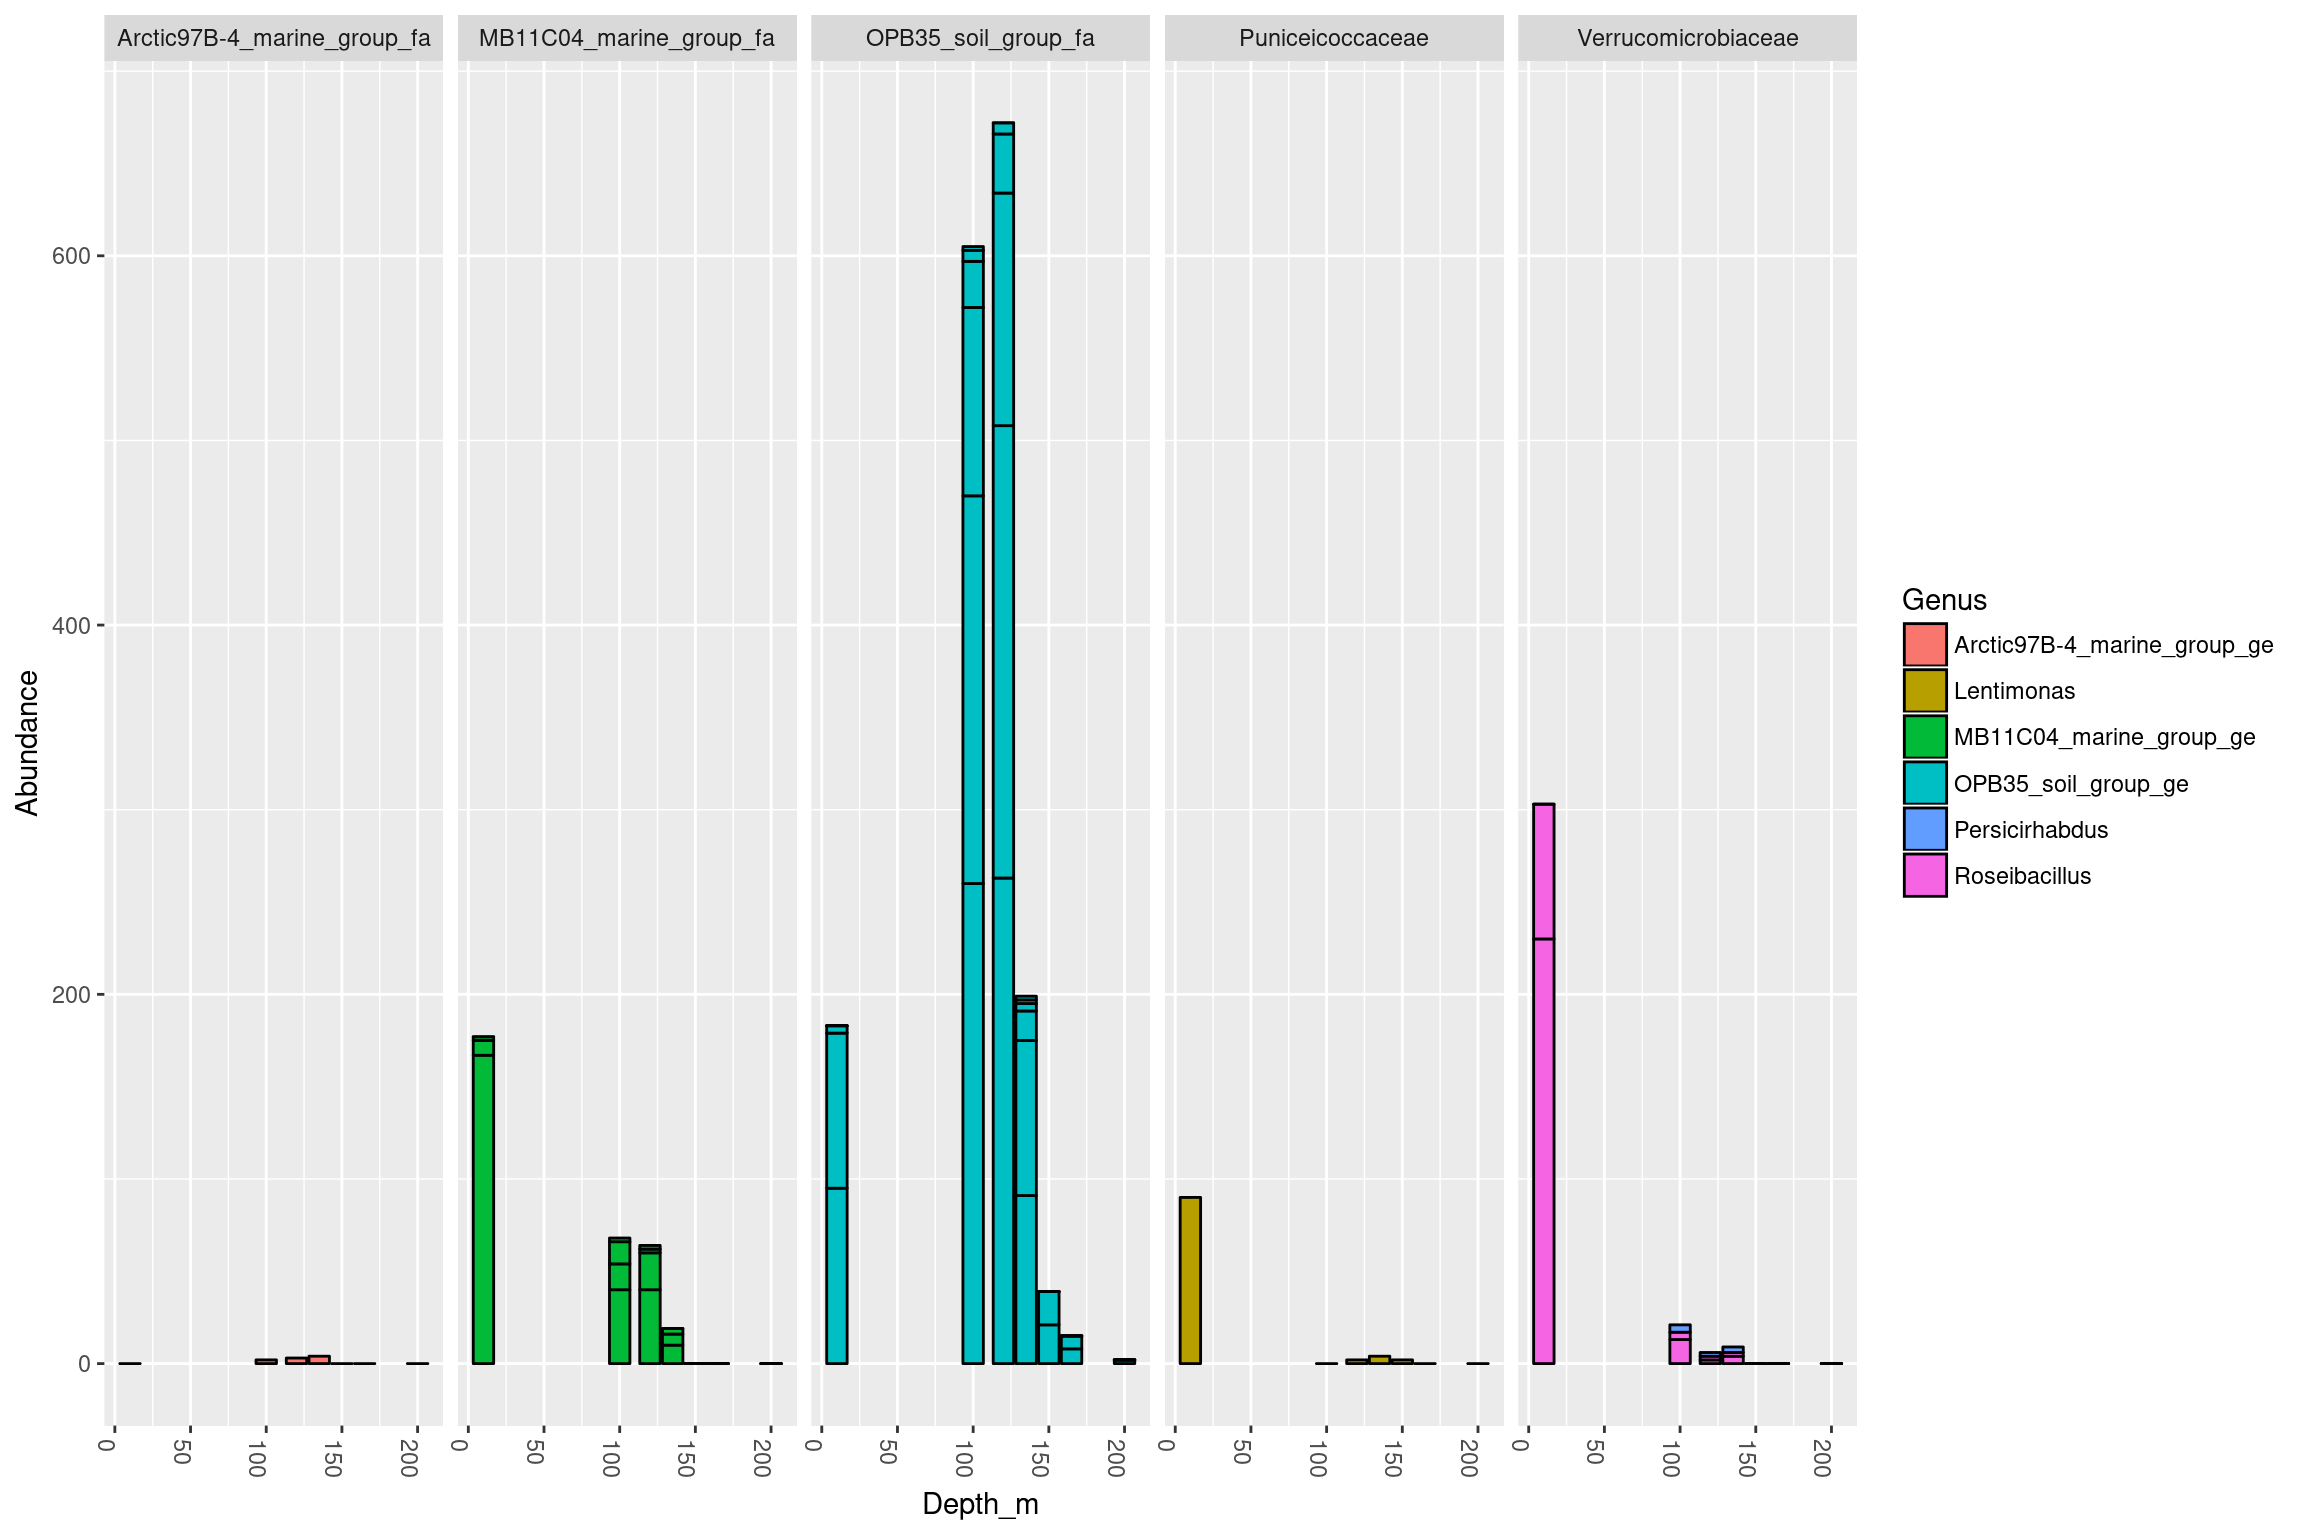 Arctic97B-4_marine_group_fa MB11C04_marine_group_fa OPB35_soil_group_fa Puniceicoccaceae Verrucomicrobiaceae
600
400
200
0
Abundance
0 50 100 150 200 0 50 100 150 200 0 50 100 150 200 0 50 100 150 200 0 50 100 150 200
Depth_m
Genus
Arctic97B-4_marine_group_ge
Lentimonas
MB11C04_marine_group_ge
OPB35_soil_group_ge
Persicirhabdus
Roseibacillus